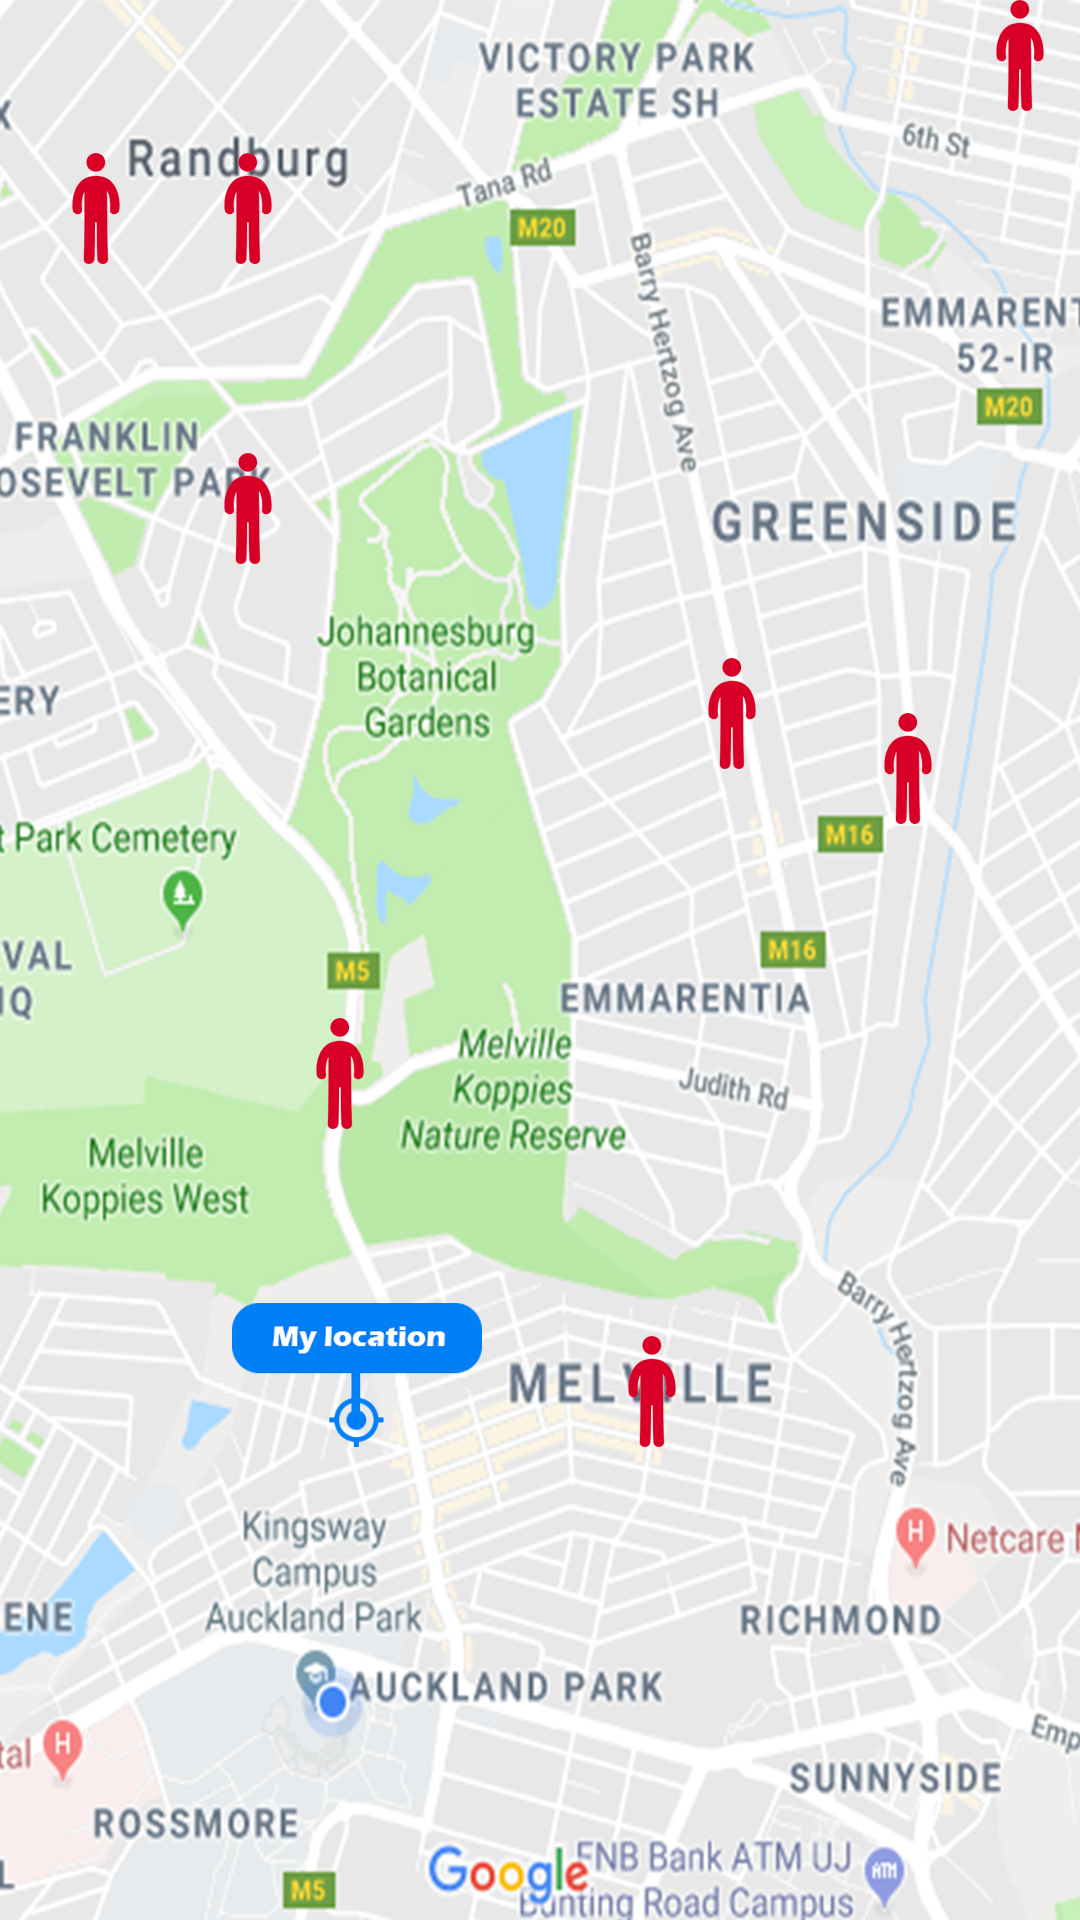 VICTORY PARK
ESTATE SH
X
6th St
Randburg
Tana Rd
M20
Barry Hertzog Ave
EMMARENT
52-IR
M20
FRANKLIN
OSEVELT PARK
GREENSIDE
Johannesburg
Botanical
Gardens
ERY
t Park Cemetery
M16
VAL
IQ
M5
M16
EMMARENTIA
Melville
Koppies
Nature Reserve
Judith Rd
Melville
Koppies West
Barry Hertzog Ave
My location
MELVILLE
Kingsway
Campus
Auckland Park
H
Netcare
ENE
RICHMOND
AUCKLAND PARK
tal
H
Emp
SUNNYSIDE
ROSSMORE
L
M5
Google
FNB Bank ATM UJ
Bunting Road Campus
ATM